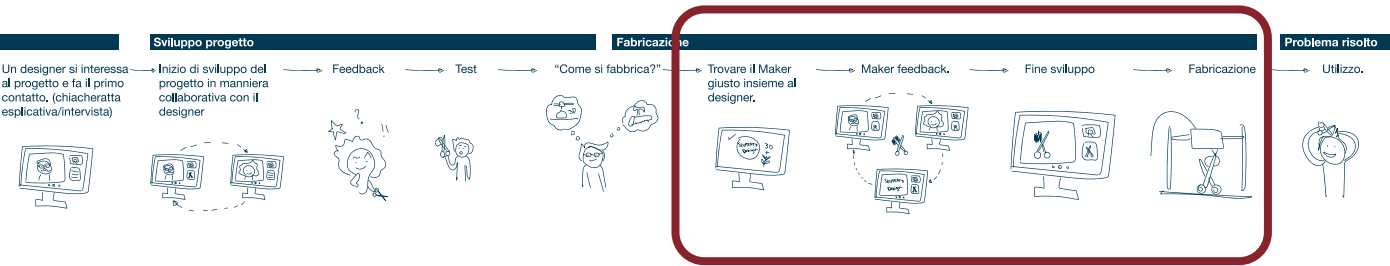 Sviluppo progetto
Fabricazione
Problema risolto
Un designer si interessa
al progetto e fa il primo
contatto. (chiacheratta
esplicativa/intervista)
Inizio di sviluppo del
progetto in manniera
collaborativa con il
designer
Feedback
Test
“Come si fabbrica?”
Trovare il Maker
giusto insieme al
designer.
Maker feedback.
Fine sviluppo
Fabricazione
Utilizo.
? !!